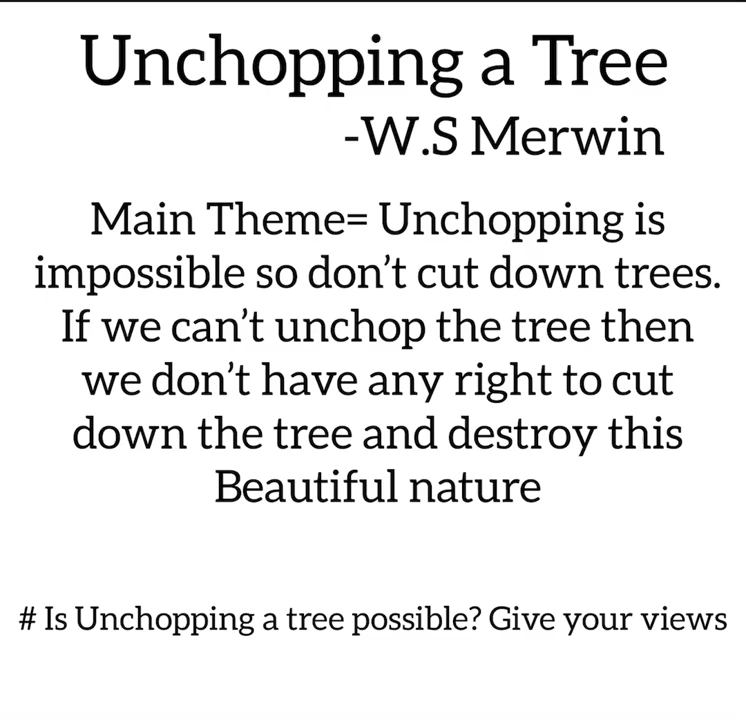 Unchopping a Tree
-W.S Merwin
Main Theme= Unchopping is
impossible so don't cut down trees.
If we can't unchop the tree then
we don't have any right to cut
down the tree and destroy this
Beautiful nature
# Is Unchopping a tree possible? Give your views